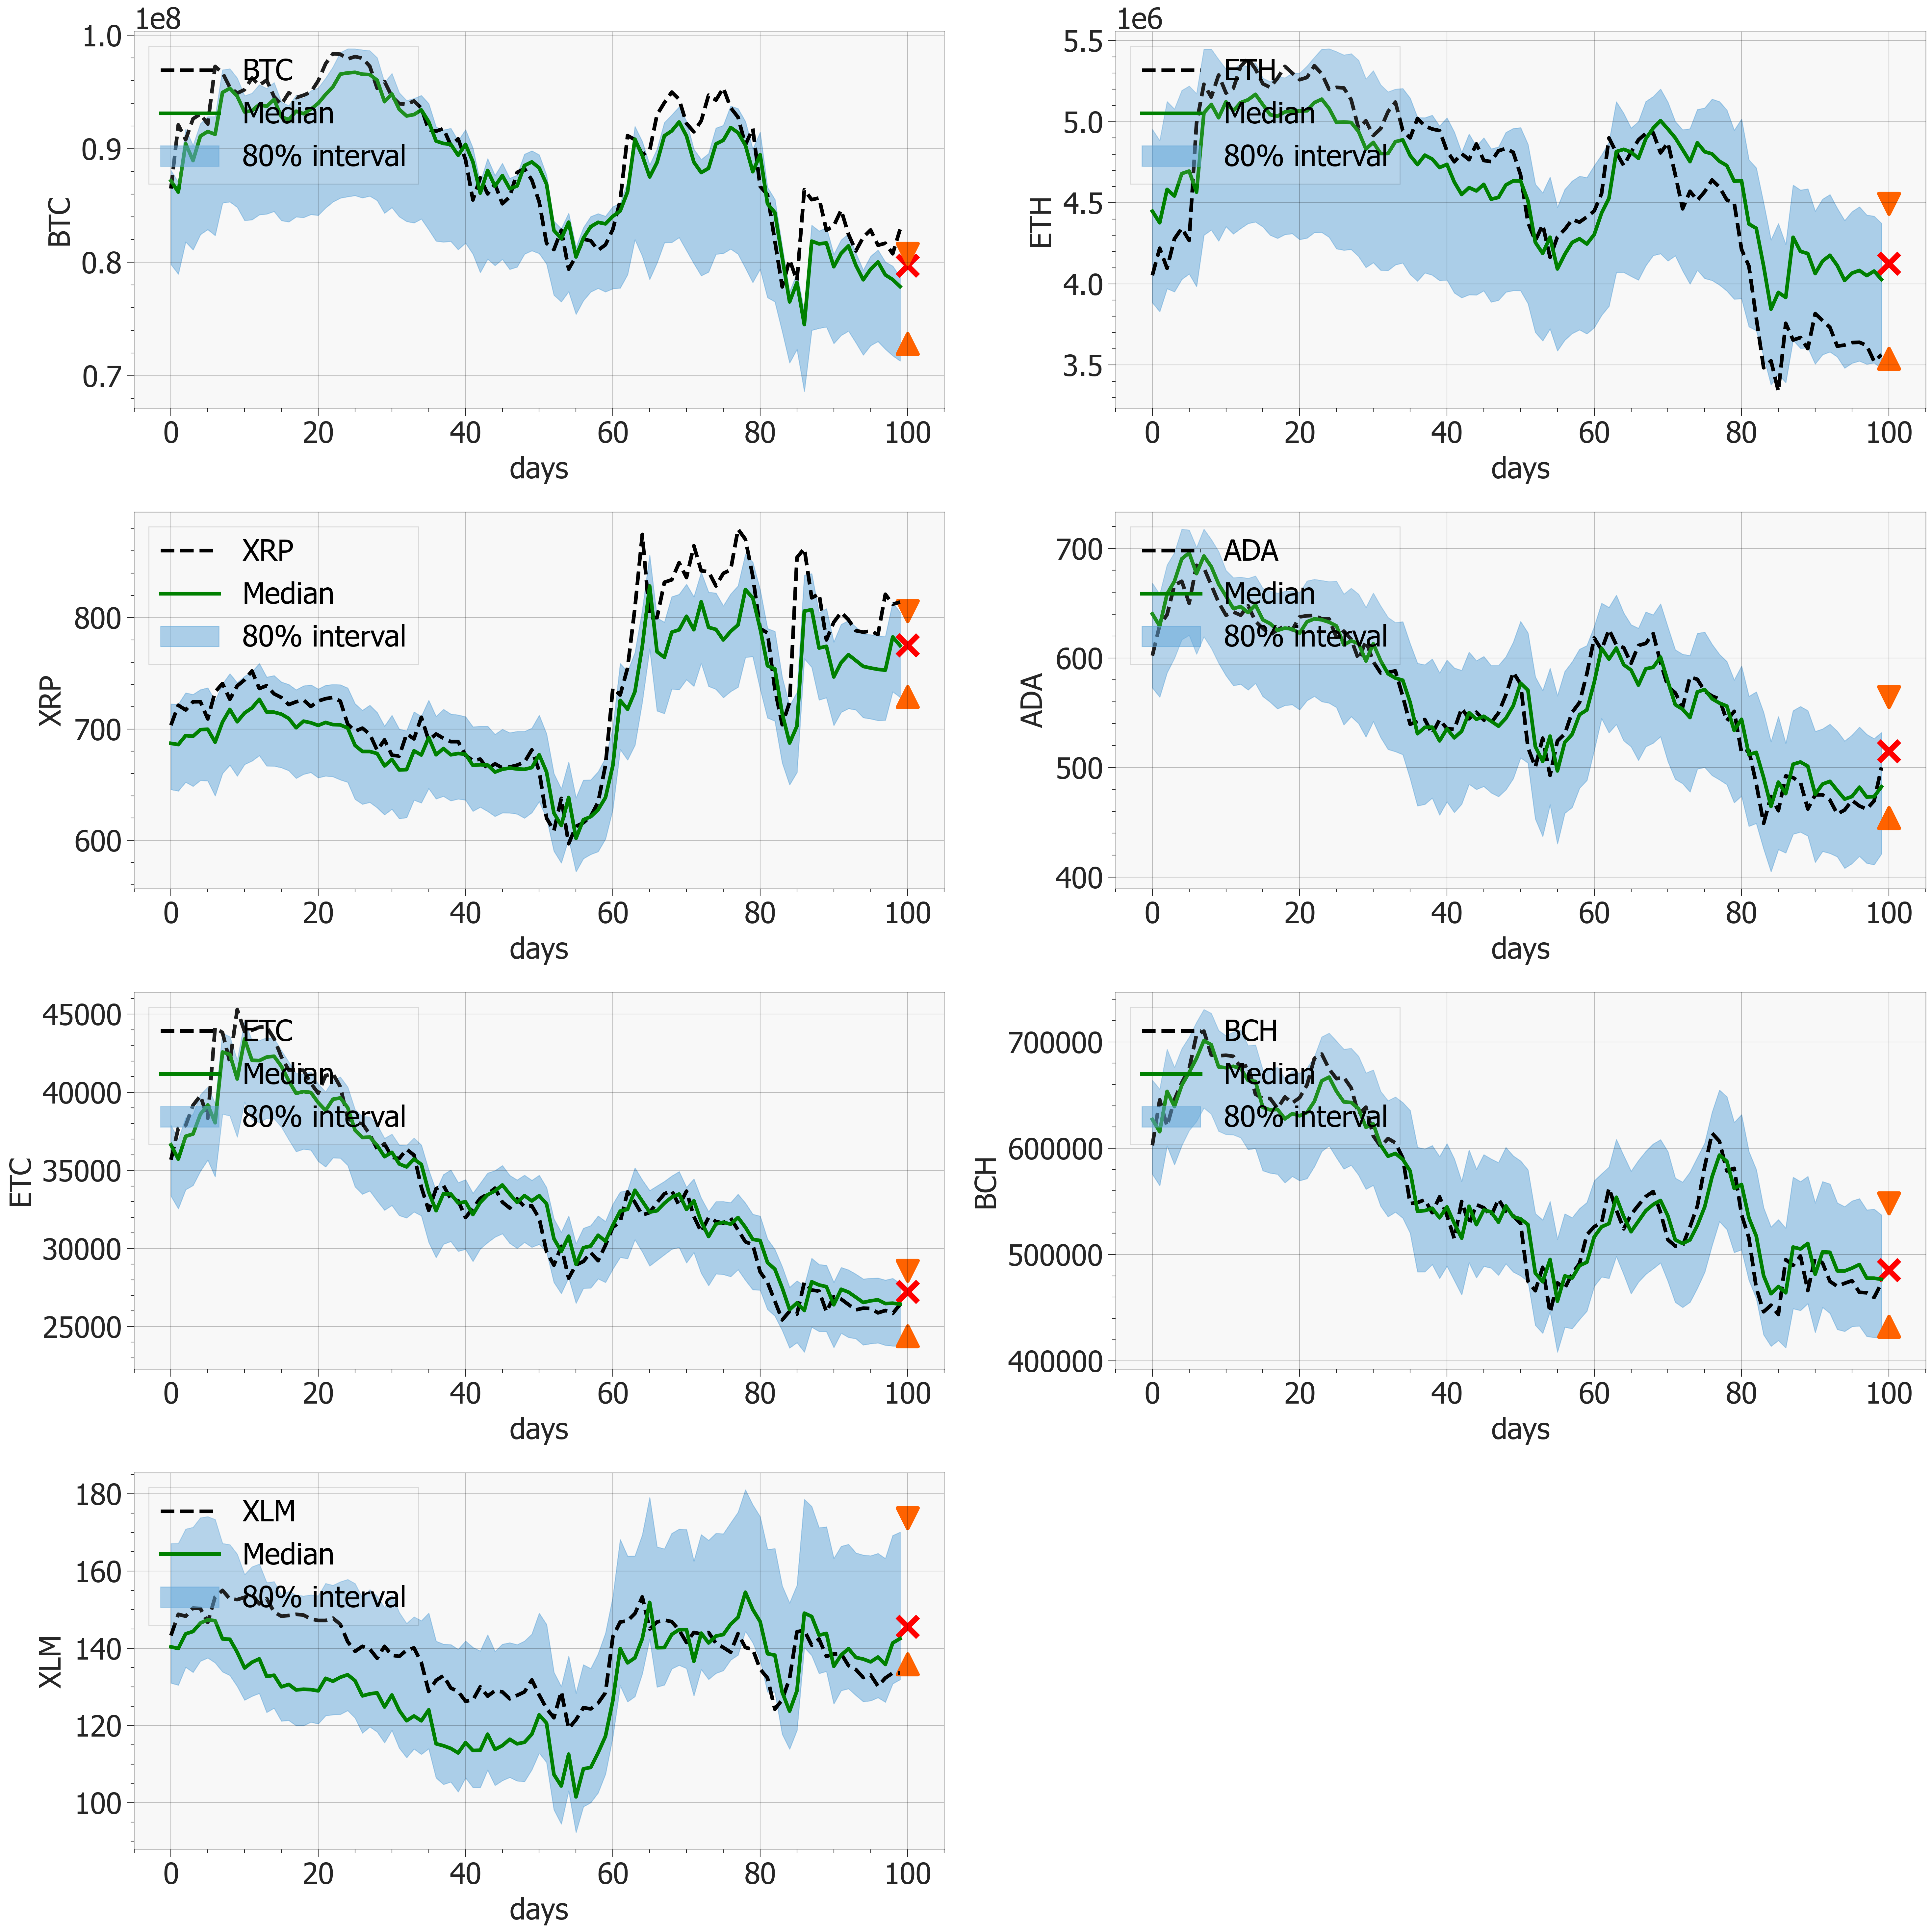 1e8
BTC
Median
80% interval
1.0
0.9
0.8
0.7
BTC
0 20 40 60 80 100
days
1e6
ETH
Median
80% interval
5.5
5.0
4.5
4.0
3.5
ETH
0 20 40 60 80 100
days
XRP
Median
80% interval
800
700
600
XRP
0 20 40 60 80 100
days
ADA
Median
80% interval
700
600
500
400
ADA
0 20 40 60 80 100
days
ETC
Median
80% interval
45000
40000
35000
30000
25000
ETC
0 20 40 60 80 100
days
BCH
Median
80% interval
700000
600000
500000
400000
BCH
0 20 40 60 80 100
days
XLM
Median
80% interval
180
160
140
120
100
XLM
0 20 40 60 80 100
days